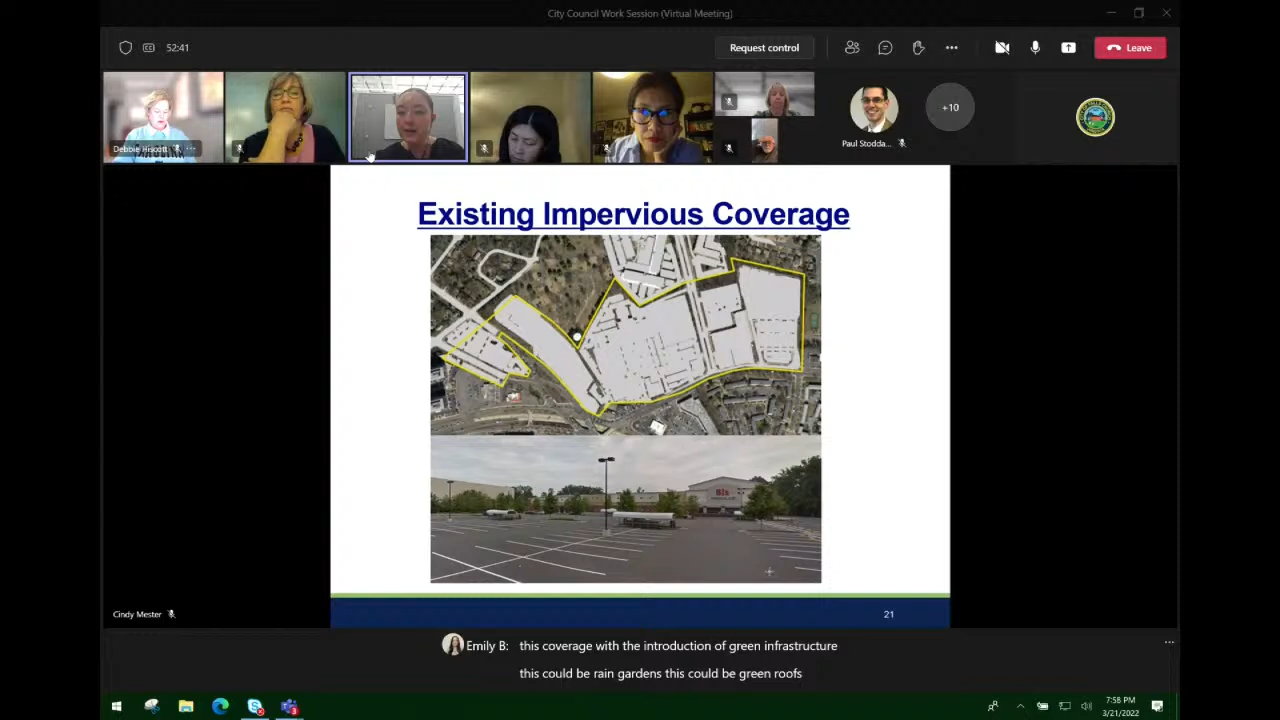 City Council Work Session (Virtual Meeting)
52:41
Request control
Leave
Debbie Hiscott
+10
Paul Stodda...
Existing Impervious Coverage
BJs
21
Cindy Mester
Emily B: this coverage with the introduction of green infrastructure
this could be rain gardens this could be green roofs
7:58 PM
3/21/2022